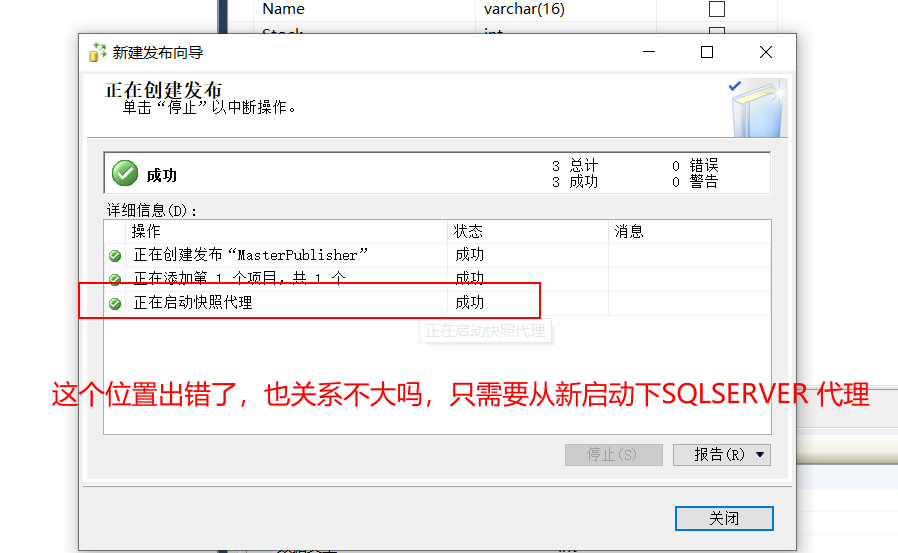 Name varchar(16)
Stock int
新建发布向导
正在创建发布
单击“停止”以中断操作。
成功
3 总计 0 错误
3 成功 0 警告
详细信息(D):
操作 状态 消息
正在创建发布“MasterPublisher” 成功
正在添加第 1 个项目，共 1 个 成功
正在启动快照代理 成功
正在启动快照代理
这个位置出错了，也关系不大吗，只需要从新启动下SQLSERVER 代理
停止(S) 报告(R)
关闭
数据类型 int